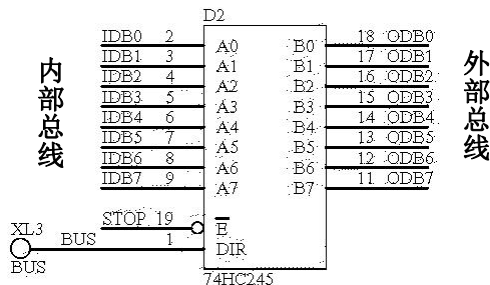 D2
IDB0 2 A0 B0 18 ODB0
IDB1 3 A1 B1 17 ODB1
IDB2 4 A2 B2 16 ODB2
IDB3 5 A3 B3 15 ODB3
IDB4 6 A4 B4 14 ODB4
IDB5 7 A5 B5 13 ODB5
IDB6 8 A6 B6 12 ODB6
IDB7 9 A7 B7 11 ODB7
内部总线
外部总线
STOP 19 E
XL3 BUS 1 DIR
BUS
74HC245